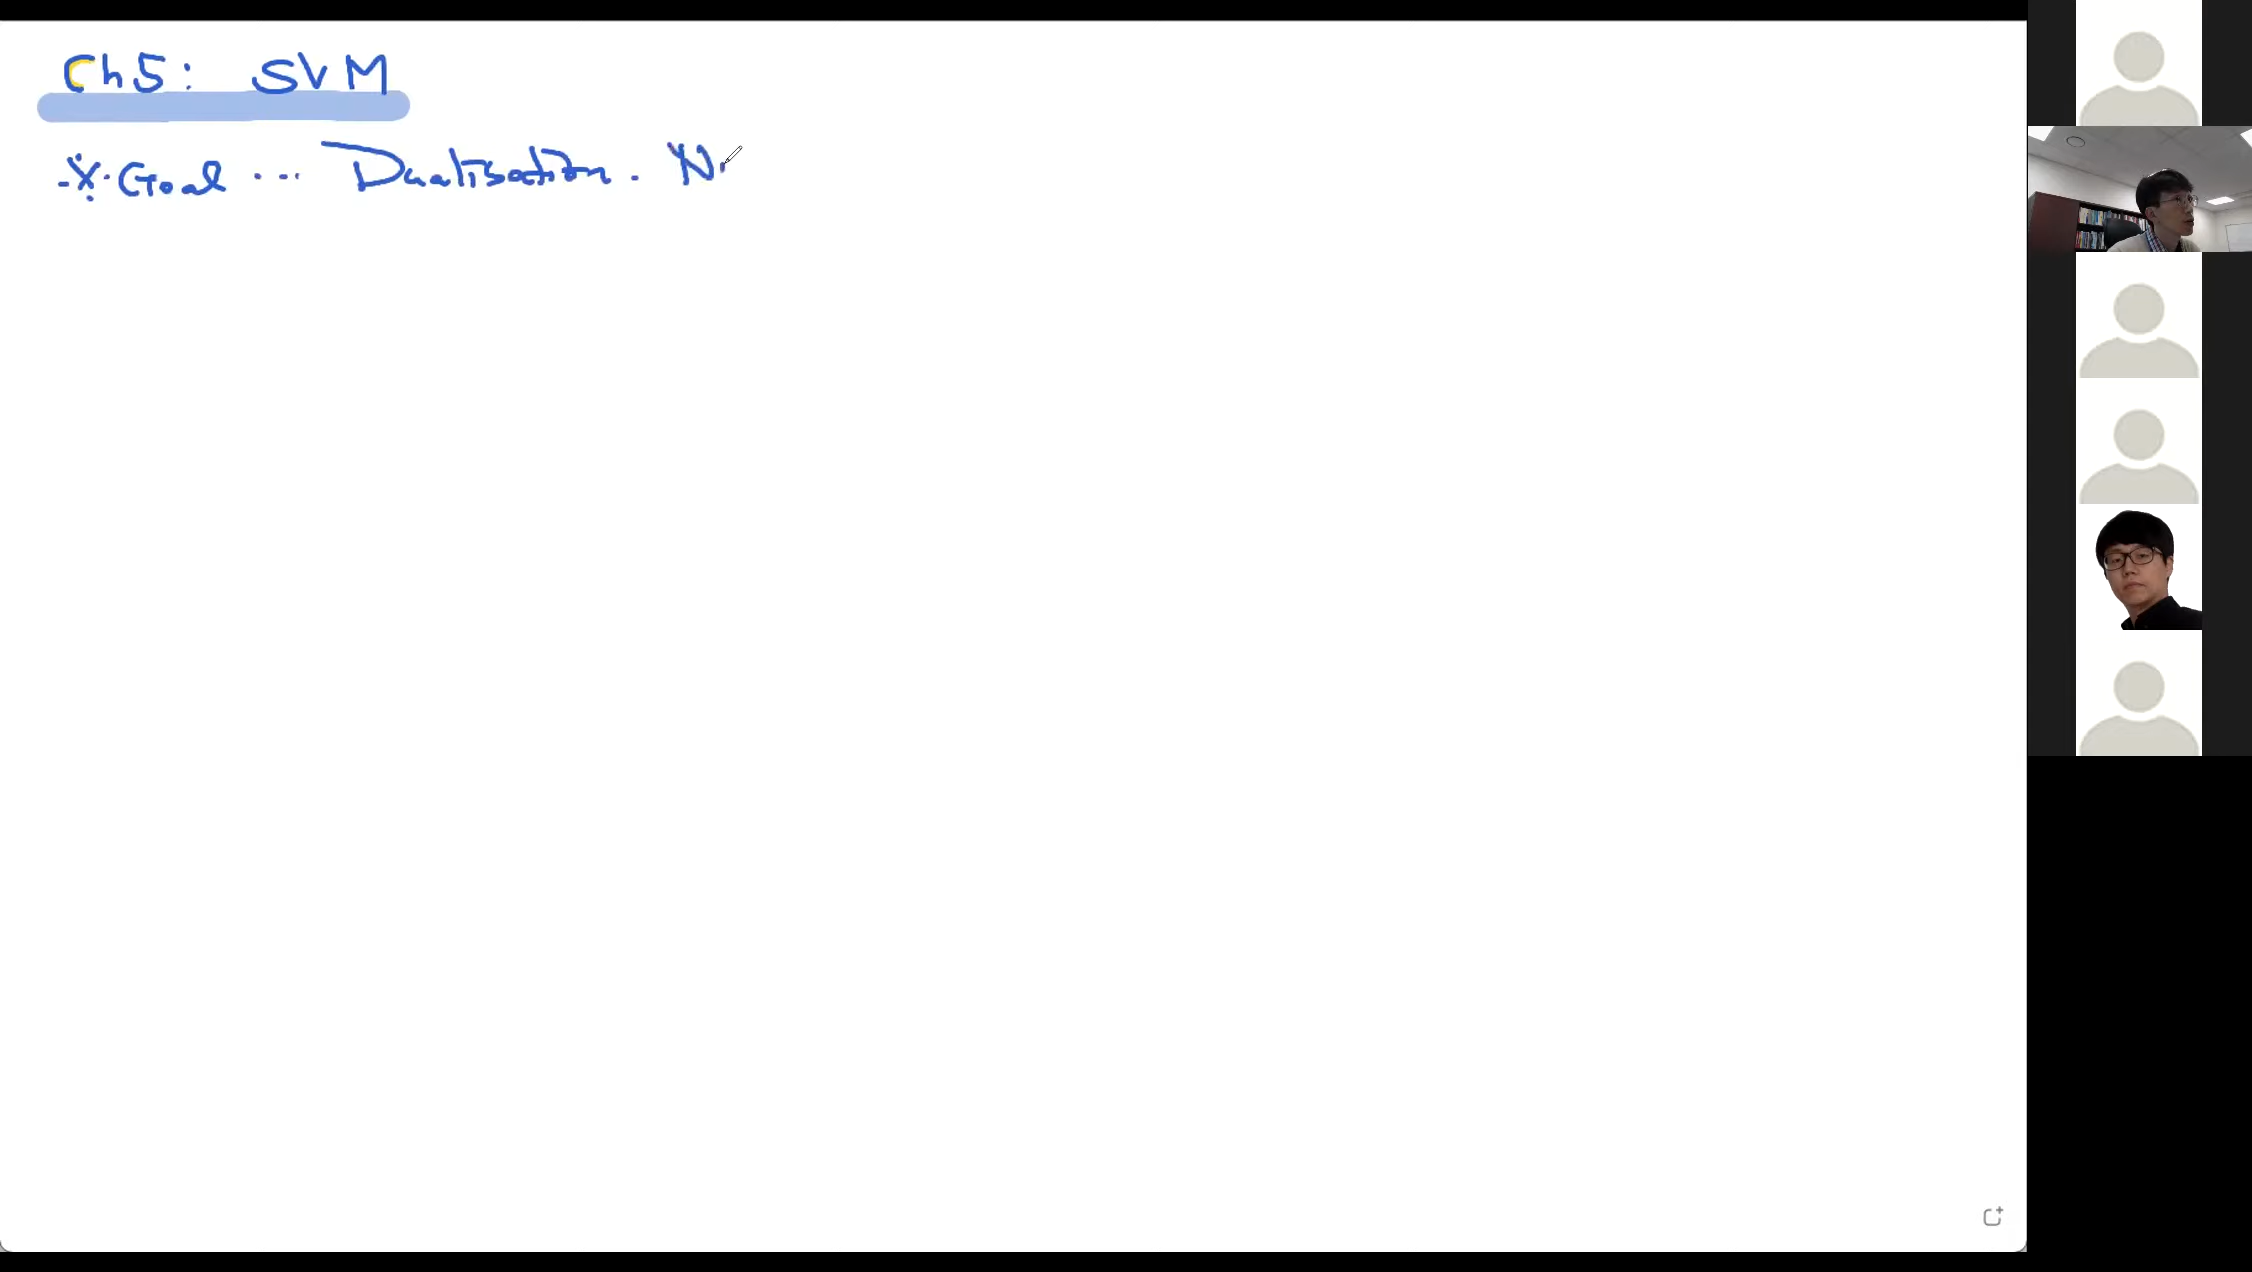 Ch5: SVM
※ Goal ... Dualisation.